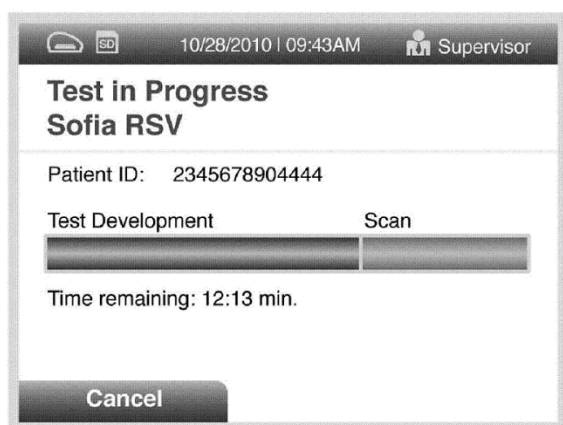 SD 10/28/2010 | 09:43AM Supervisor
Test in Progress
Sofia RSV
Patient ID: 2345678904444
Test Development Scan
Time remaining: 12:13 min.
Cancel